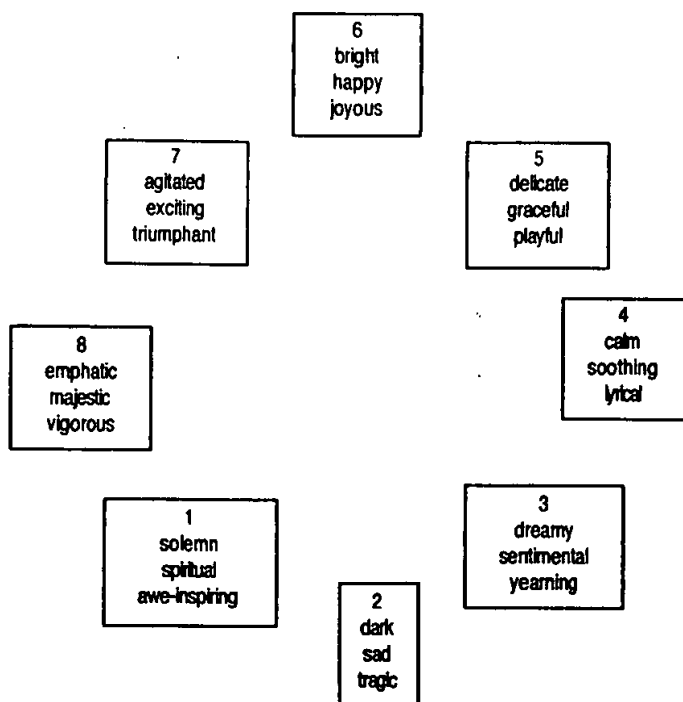 6
bright
happy
joyous
7
agitated
exciting
triumphant
5
delicate
graceful
playful
4
calm
soothing
lyrical
8
emphatic
majestic
vigorous
3
dreamy
sentimental
yearning
1
solemn
spiritual
awe-inspiring
2
dark
sad
tragic